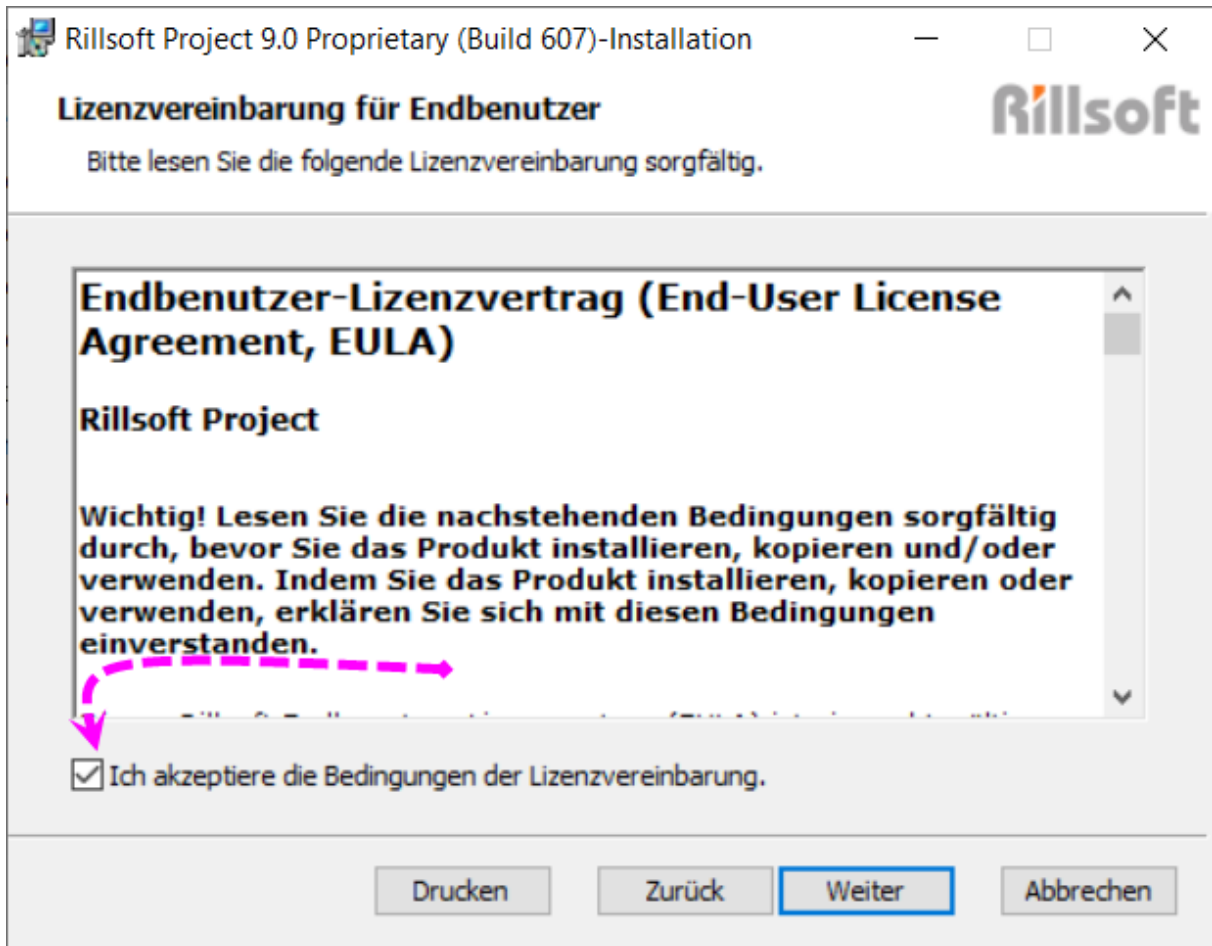 Rillsoft Project 9.0 Proprietary (Build 607)-Installation
Lizenzvereinbarung für Endbenutzer
Rillsoft
Bitte lesen Sie die folgende Lizenzvereinbarung sorgfältig.
Endbenutzer-Lizenzvertrag (End-User License
Agreement, EULA)
Rillsoft Project
Wichtig! Lesen Sie die nachstehenden Bedingungen sorgfältig
durch, bevor Sie das Produkt installieren, kopieren und/oder
verwenden. Indem Sie das Produkt installieren, kopieren oder
verwenden, erklären Sie sich mit diesen Bedingungen
einverstanden.
Ich akzeptiere die Bedingungen der Lizenzvereinbarung.
Drucken Zurück Weiter Abbrechen